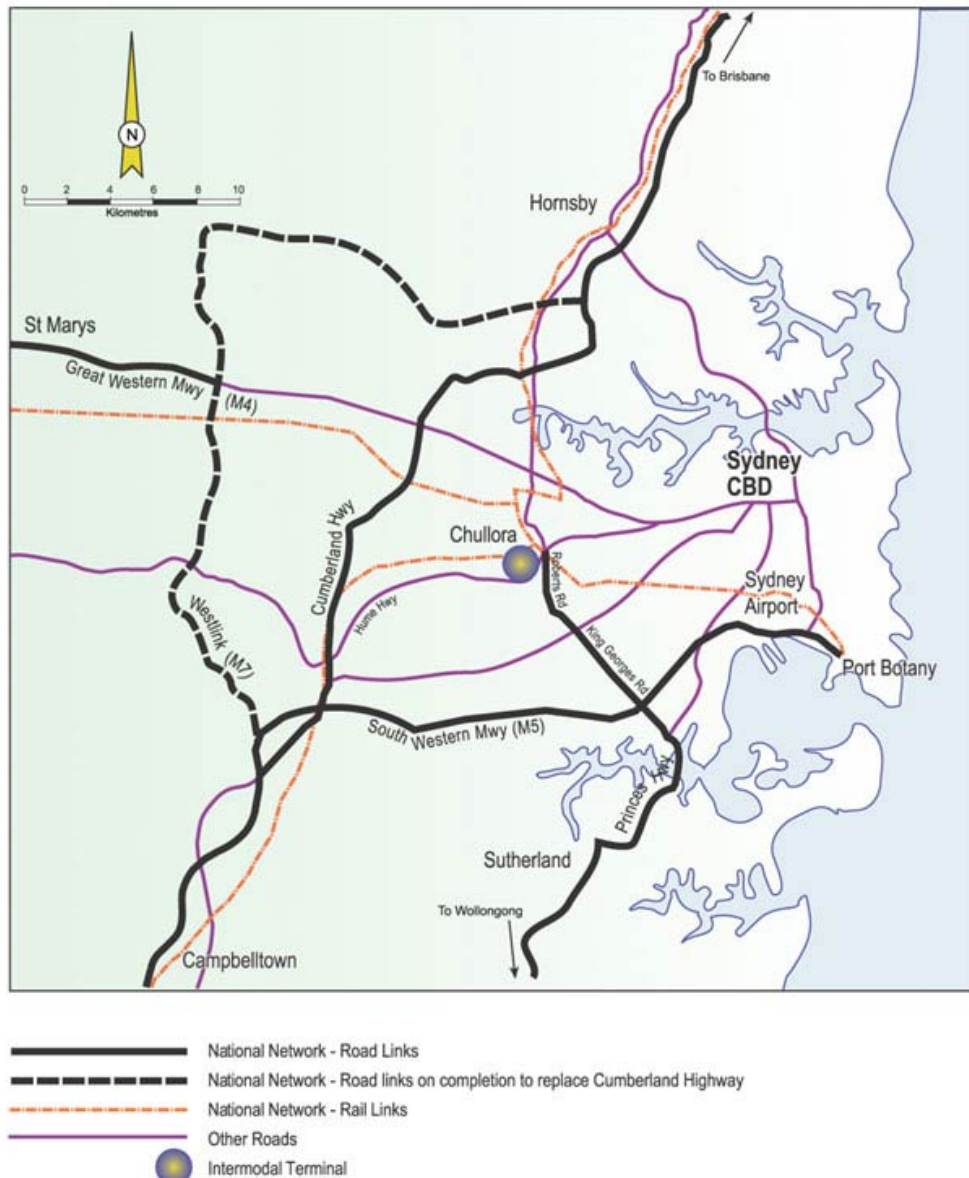 To Brisbane
N
0 2 4 6 8 10
Kilometres
Hornsby
St Marys
Great Western Mwy (M4)
Sydney
CBD
Cumberland Hwy
Chullora
Roberts Rd
Sydney
Airport
Hume Hwy
Westlink (M7)
King Georges Rd
Port Botany
South Western Mwy (M5)
Princes Hwy
Sutherland
To Wollongong
Campbelltown
National Network - Road Links
National Network - Road links on completion to replace Cumberland Highway
National Network - Rail Links
Other Roads
Intermodal Terminal